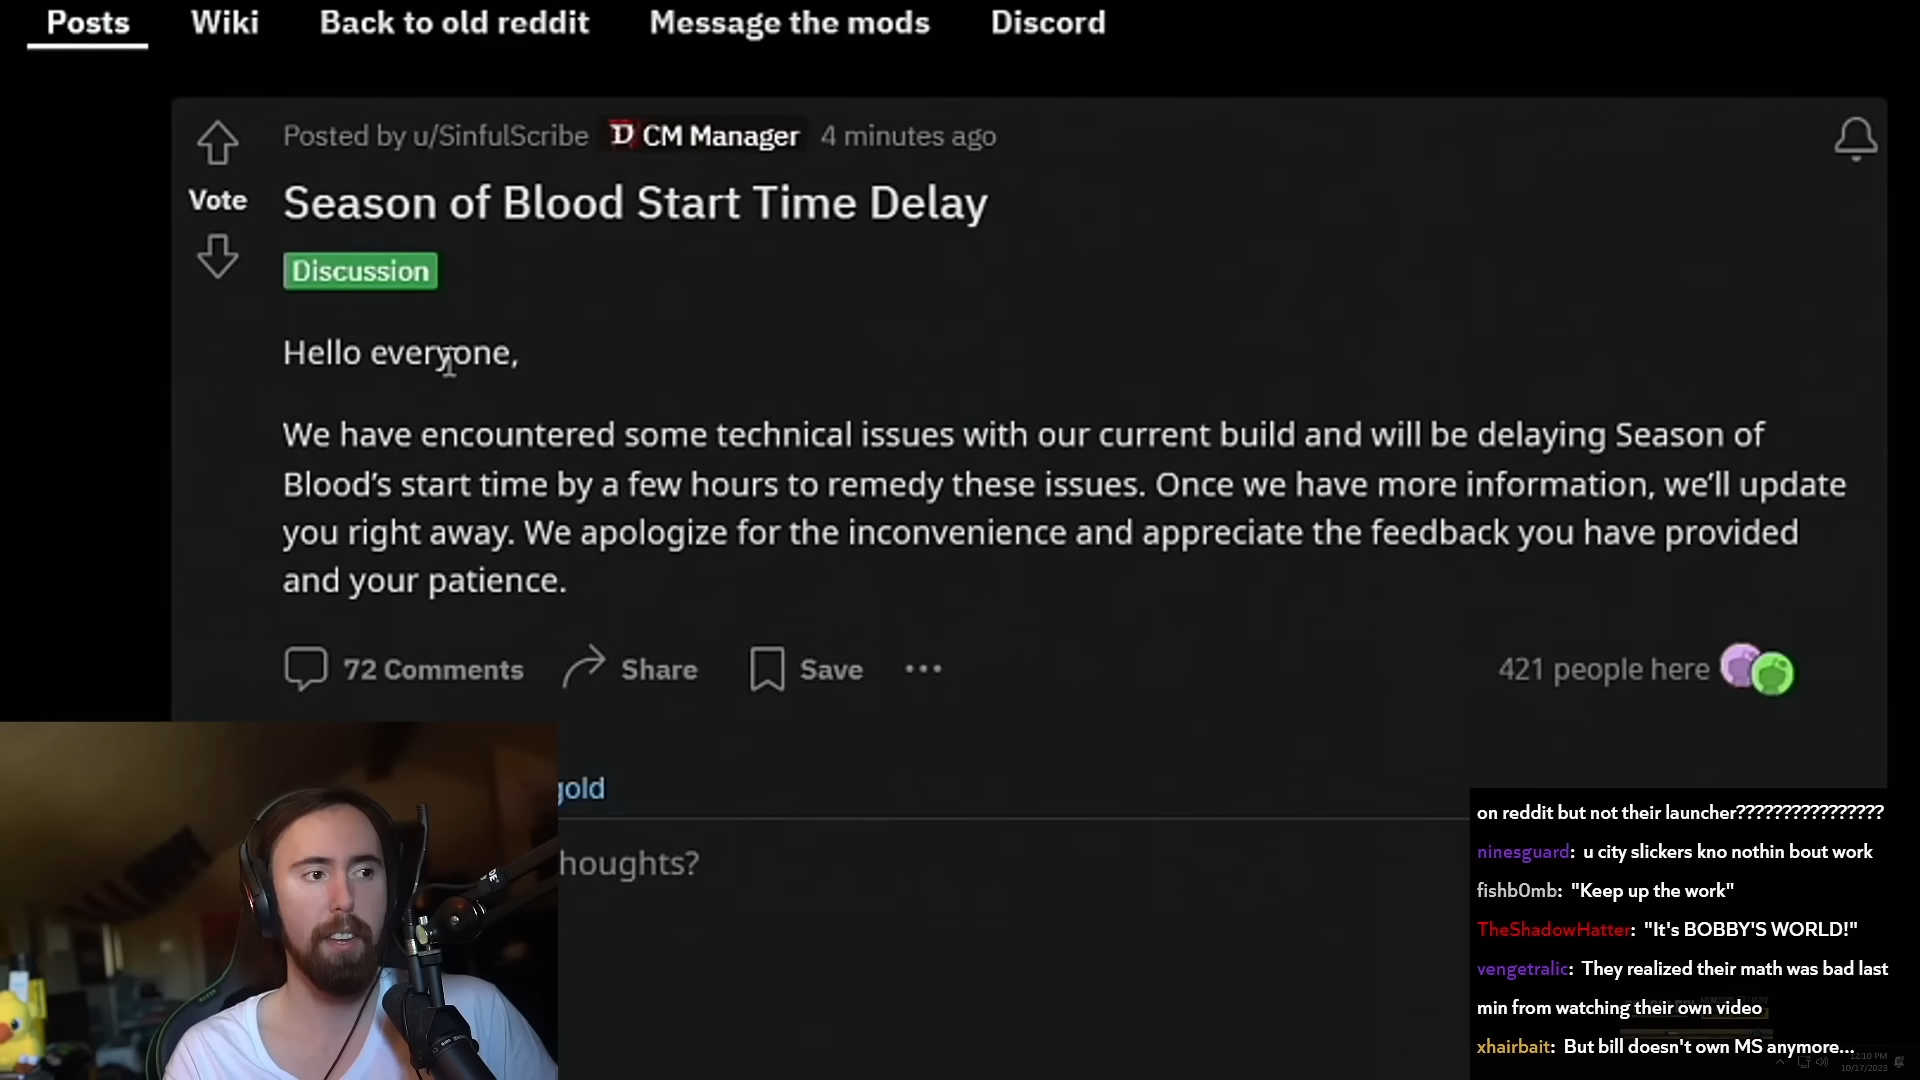 Posts Wiki Back to old reddit Message the mods Discord
Posted by u/SinfulScribe D CM Manager 4 minutes ago
Vote
Season of Blood Start Time Delay
Discussion
Hello everyone,
We have encountered some technical issues with our current build and will be delaying Season of
Blood’s start time by a few hours to remedy these issues. Once we have more information, we’ll update
you right away. We apologize for the inconvenience and appreciate the feedback you have provided
and your patience.
72 Comments Share Save ••• 421 people here
gold
houghts?
on reddit but not their launcher????????????????
ninesguard: u city slickers kno nothin bout work
fishb0mb: "Keep up the work"
TheShadowHatter: "It's BOBBY'S WORLD!"
vengetralic: They realized their math was bad last
min from watching their own video
xhairbait: But bill doesn't own MS anymore...
12:10 PM
10/17/2023